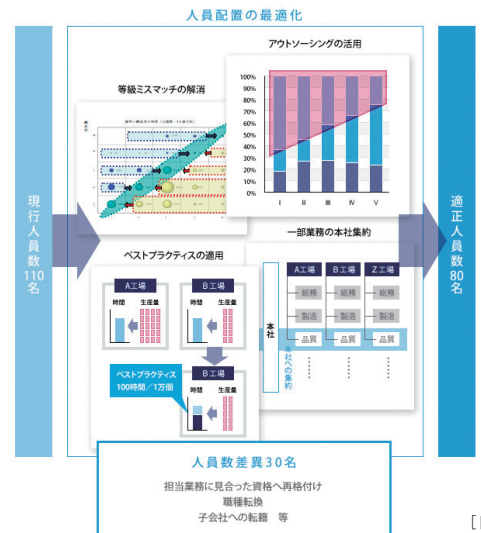 人員配置の最適化
現行人員数110名
適正人員数80名
等級ミスマッチの解消
アウトソーシングの活用
100%
90%
80%
70%
60%
50%
40%
30%
20%
10%
0%
I
II
III
IV
V
ベストプラクティスの適用
A工場
時間
生産量
B工場
時間
生産量
B工場
時間
生産量
ベストプラクティス
100時間/1万個
一部業務の本社集約
本社
本社への集約
A工場
B工場
Z工場
総務
総務
総務
製造
製造
製造
品質
品質
品質
人員数差異30名
担当業務に見合った資格へ再格付け
職種転換
子会社への転籍 等